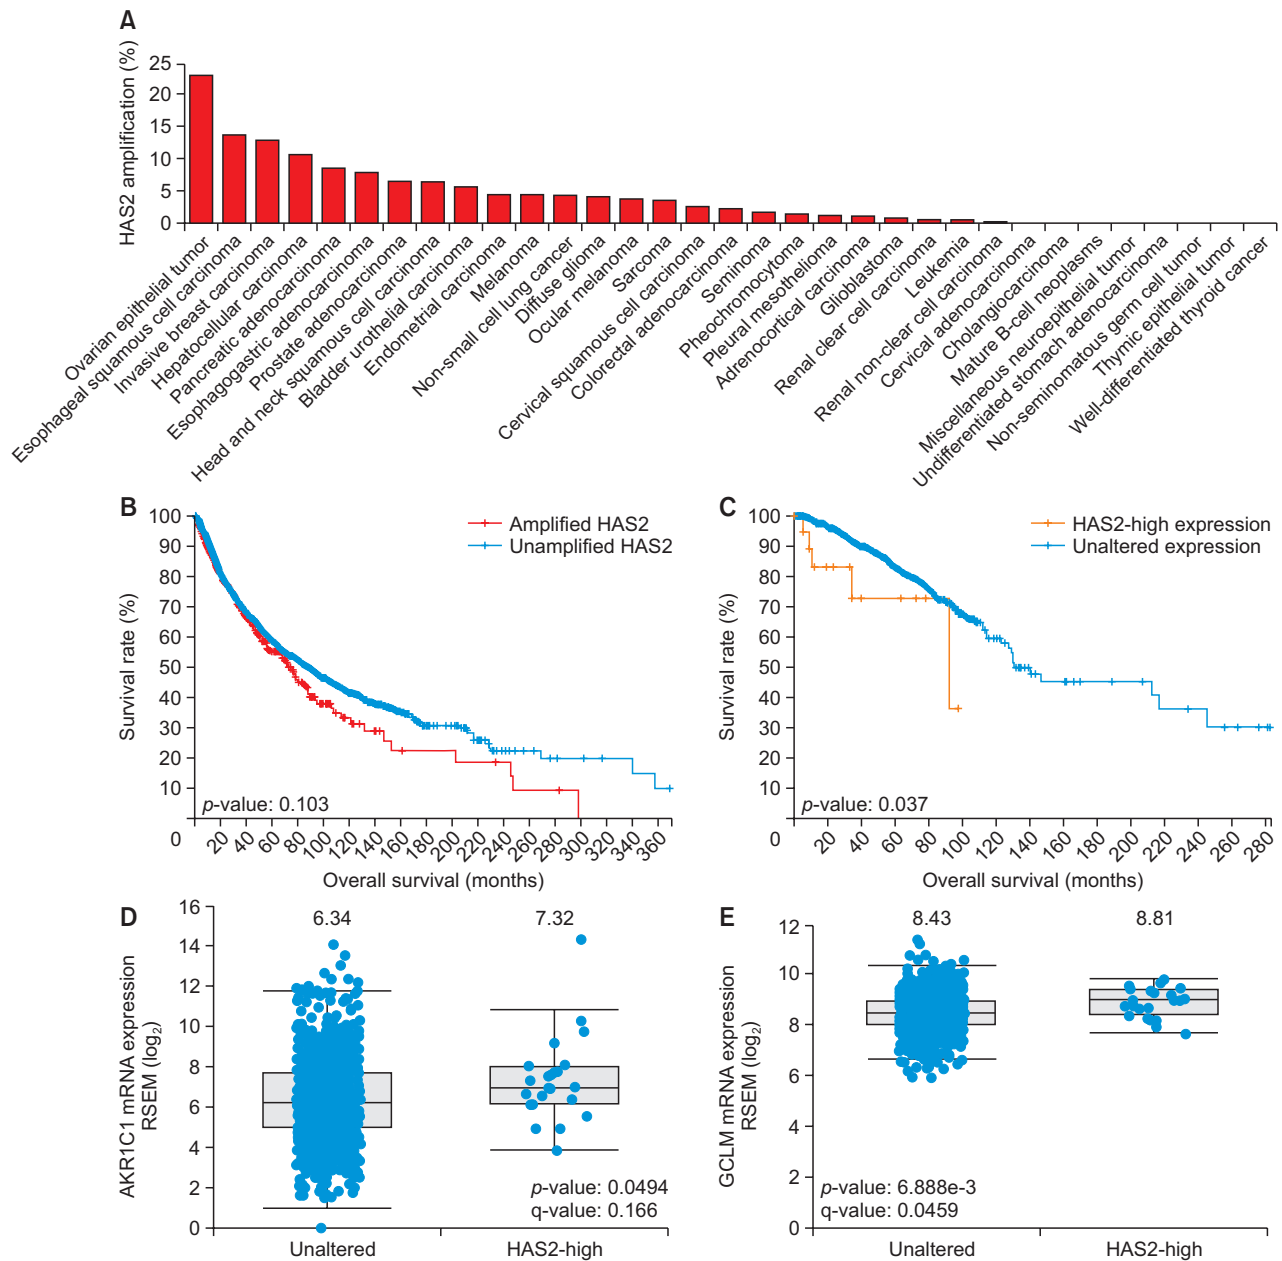 A
HAS2 amplification (%)
25
20
15
10
5
0
Ovarian epithelial tumor
Esophageal squamous cell carcinoma
Invasive breast carcinoma
Hepatocellular carcinoma
Pancreatic adenocarcinoma
Esophagogastric adenocarcinoma
Prostate adenocarcinoma
Head and neck squamous cell carcinoma
Bladder urothelial carcinoma
Endometrial carcinoma
Melanoma
Non-small cell lung cancer
Diffuse glioma
Ocular melanoma
Sarcoma
Cervical squamous cell carcinoma
Colorectal adenocarcinoma
Seminoma
Pheochromocytoma
Pleural mesothelioma
Adrenocortical carcinoma
Glioblastoma
Renal clear cell carcinoma
Leukemia
Renal non-clear cell carcinoma
Cervical adenocarcinoma
Cholangiocarcinoma
Mature B-cell neoplasms
Miscellaneous neuroepithelial tumor
Undifferentiated stomach adenocarcinoma
Non-seminomatous germ cell tumor
Thymic epithelial tumor
Well-differentiated thyroid cancer
B
Survival rate (%)
100
90
80
70
60
50
40
30
20
10
0
Amplified HAS2
Unamplified HAS2
p-value: 0.103
20 40 60 80 100 120 140 160 180 200 220 240 260 280 300 320 340 360
Overall survival (months)
C
Survival rate (%)
100
90
80
70
60
50
40
30
20
10
0
HAS2-high expression
Unaltered expression
p-value: 0.037
20 40 60 80 100 120 140 160 180 200 220 240 260 280
Overall survival (months)
D
AKR1C1 mRNA expression
RSEM (log2)
16
14
12
10
8
6
4
2
0
6.34 7.32
p-value: 0.0494
q-value: 0.166
Unaltered HAS2-high
E
GCLM mRNA expression
RSEM (log2)
12
10
8
6
4
2
0
8.43 8.81
p-value: 6.888e-3
q-value: 0.0459
Unaltered HAS2-high